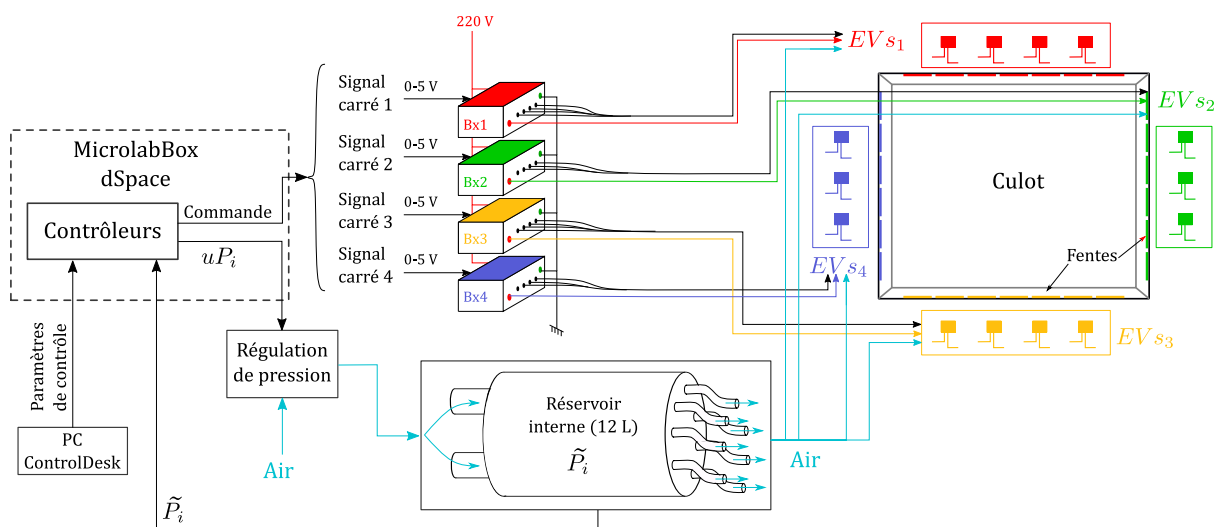 220 V
EVs₁
Signal
carré 1
0-5 V
Bx1
Signal
carré 2
0-5 V
Bx2
EVs₂
MicrolabBox
dSpace
Contrôleurs
Commande
uPᵢ
Signal
carré 3
0-5 V
Bx3
Culot
Signal
carré 4
0-5 V
Bx4
EVs₄
Fentes
EVs₃
Paramètres
de contrôle
Régulation
de pression
PC
ControlDesk
Air
P̃ᵢ
Réservoir
interne (12 L)
P̃ᵢ
Air